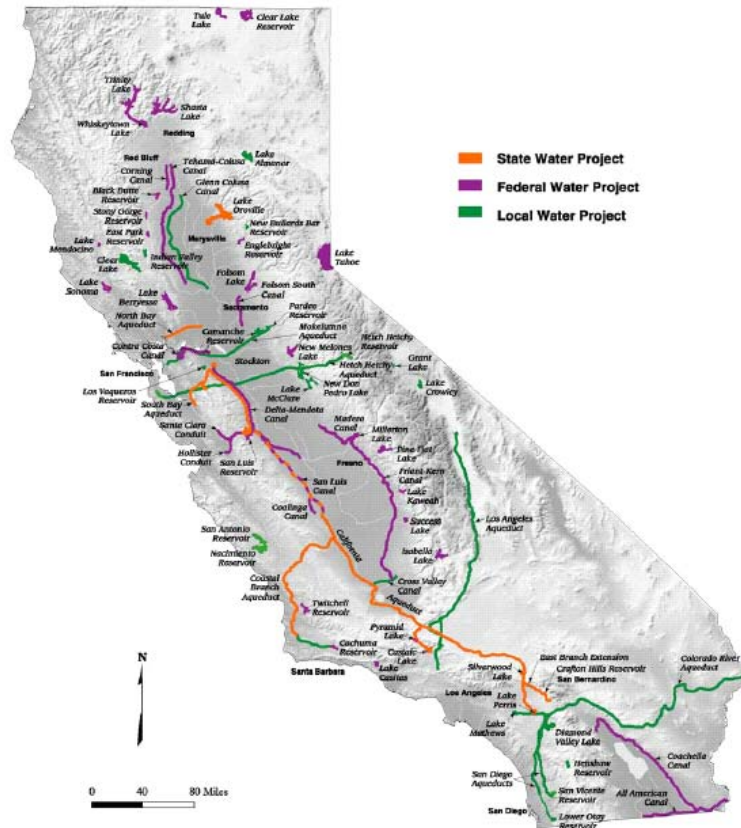 Tule
Lake
Clear Lake
Reservoir
Trinity
Lake
Shasta
Lake
Whiskeytown
Lake
Redding
State Water Project
Federal Water Project
Local Water Project
Red Bluff
Tehama-Colusa
Canal
Corning
Canal
Lake
Almanor
Glenn Colusa
Canal
Black Butte
Reservoir
Lake
Oroville
Stony Gorge
Reservoir
East Park
Reservoir
New Bullards Bar
Reservoir
Marysville
Englebright
Reservoir
Lake
Mendocino
Clear
Lake
Indian Valley
Reservoir
Lake
Tahoe
Lake
Sonoma
Lake
Berryessa
Folsom
Lake
Folsom South
Canal
Sacramento
North Bay
Aqueduct
Pardee
Reservoir
Camanche
Reservoir
Mokelumne
Aqueduct
Contra Costa
Canal
New Melones
Lake
Hetch Hetchy
Reservoir
Stockton
Hetch Hetchy
Aqueduct
Grant
Lake
San Francisco
Los Vaqueros
Reservoir
Lake
McClure
New Don
Pedro Lake
Lake
Crowley
South Bay
Aqueduct
Delta-Mendota
Canal
Santa Clara
Conduit
Madera
Canal
Millerton
Lake
Hollister
Conduit
San Luis
Reservoir
Pine Flat
Lake
Fresno
Friant-Kern
Canal
San Luis
Canal
Lake
Kaweah
Coalinga
Canal
Success
Lake
Los Angeles
Aqueduct
San Antonio
Reservoir
Nacimiento
Reservoir
California
Aqueduct
Isabella
Lake
Coastal
Branch
Aqueduct
Cross Valley
Canal
Twitchell
Reservoir
Pyramid
Lake
Cachuma
Reservoir
Castaic
Lake
Santa Barbara
Lake
Casitas
N
East Branch Extension
Crafton Hills Reservoir
Silverwood
Lake
San Bernardino
Colorado River
Aqueduct
Los Angeles
Lake
Perris
Lake
Mathews
Diamond
Valley Lake
Coachella
Canal
Henshaw
Reservoir
San Diego
Aqueducts
San Vicente
Reservoir
All American
Canal
San Diego
Lower Otay Reservoir
0 40 80 Miles